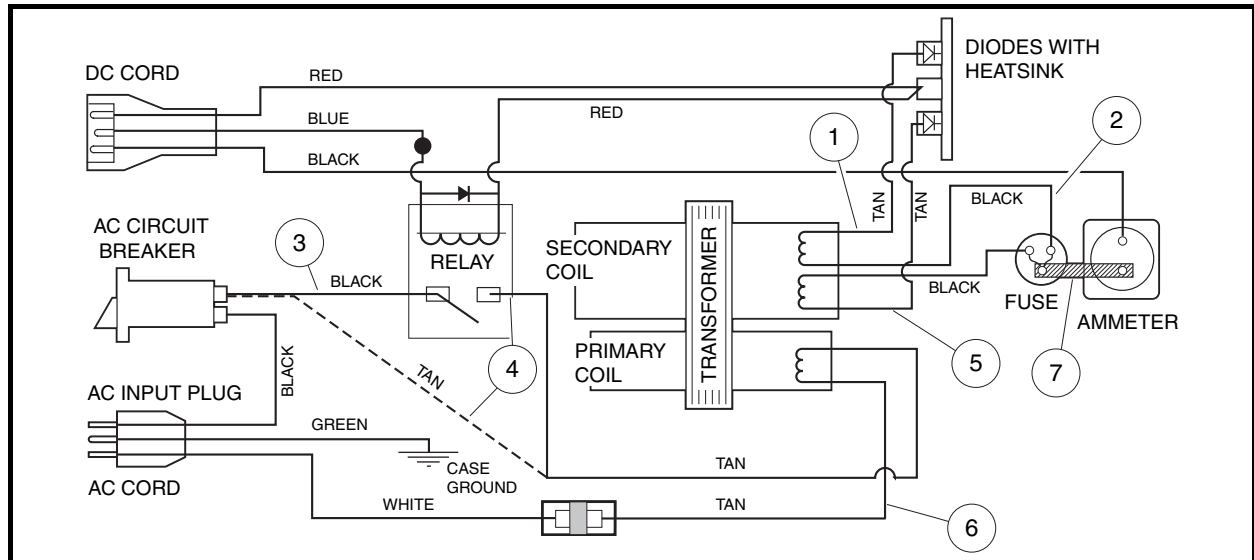 DC CORD
RED
DIODES WITH
HEATSINK
BLUE
RED
BLACK
1
2
TAN
TAN
BLACK
AC CIRCUIT
BREAKER
3
BLACK
RELAY
SECONDARY
COIL
TRANSFORMER
BLACK
FUSE
AMMETER
PRIMARY
COIL
4
5
7
TAN
BLACK
AC INPUT PLUG
GREEN
CASE
GROUND
TAN
AC CORD
WHITE
TAN
6